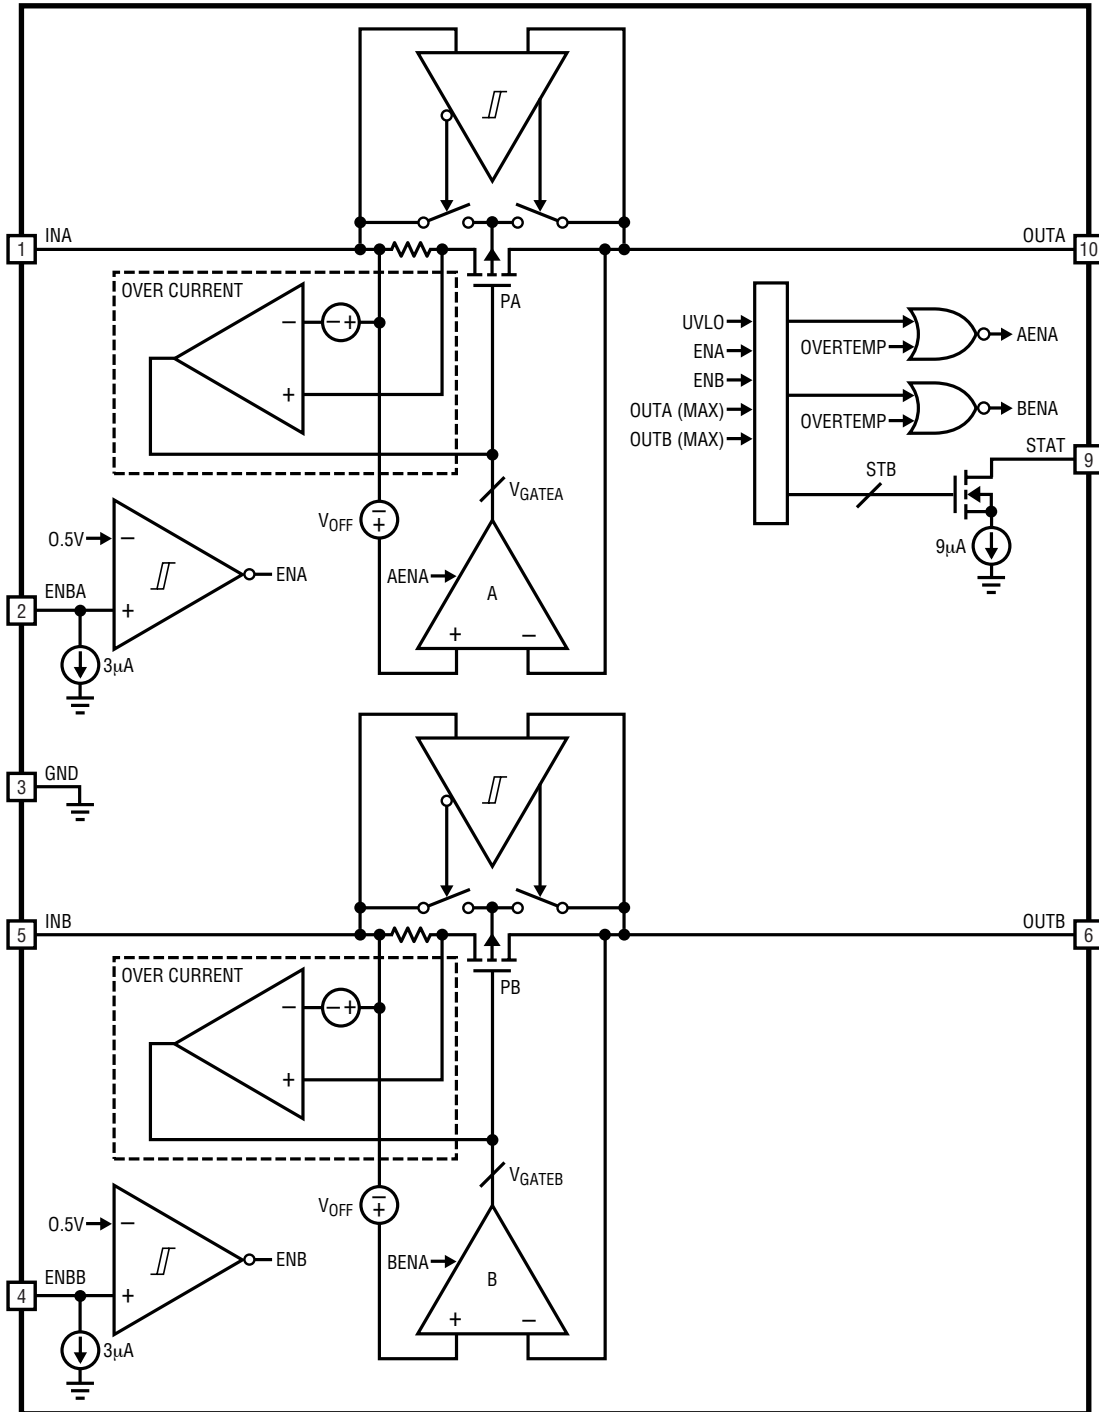 INA
1
OUTA
10
OVER CURRENT
−
− +
+
PA
UVLO
ENA
ENB
OUTA (MAX)
OUTB (MAX)
OVERTEMP
AENA
OVERTEMP
BENA
STAT
9
STB
9µA
VGATEA
VOFF
−
+
0.5V
−
ENA
ENBA
2
+
3µA
AENA
A
+
−
GND
3
INB
5
OUTB
6
OVER CURRENT
−
− +
+
PB
VGATEB
VOFF
−
+
0.5V
−
ENB
ENBB
4
+
3µA
BENA
B
+
−